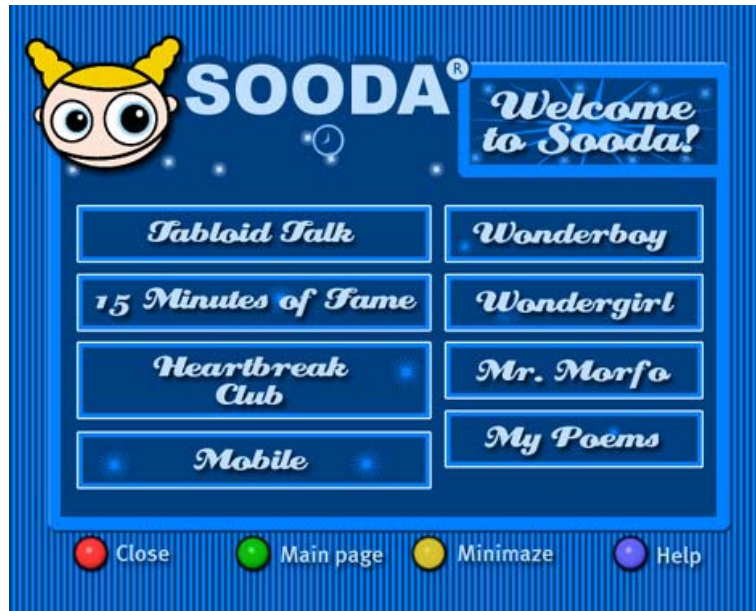 SOODA®
Welcome
to Sooda!
Tabloid Talk
15 Minutes of Fame
Heartbreak
Club
Mobile
Wonderboy
Wondergirl
Mr. Morfo
My Poems
Close
Main page
Minimaze
Help